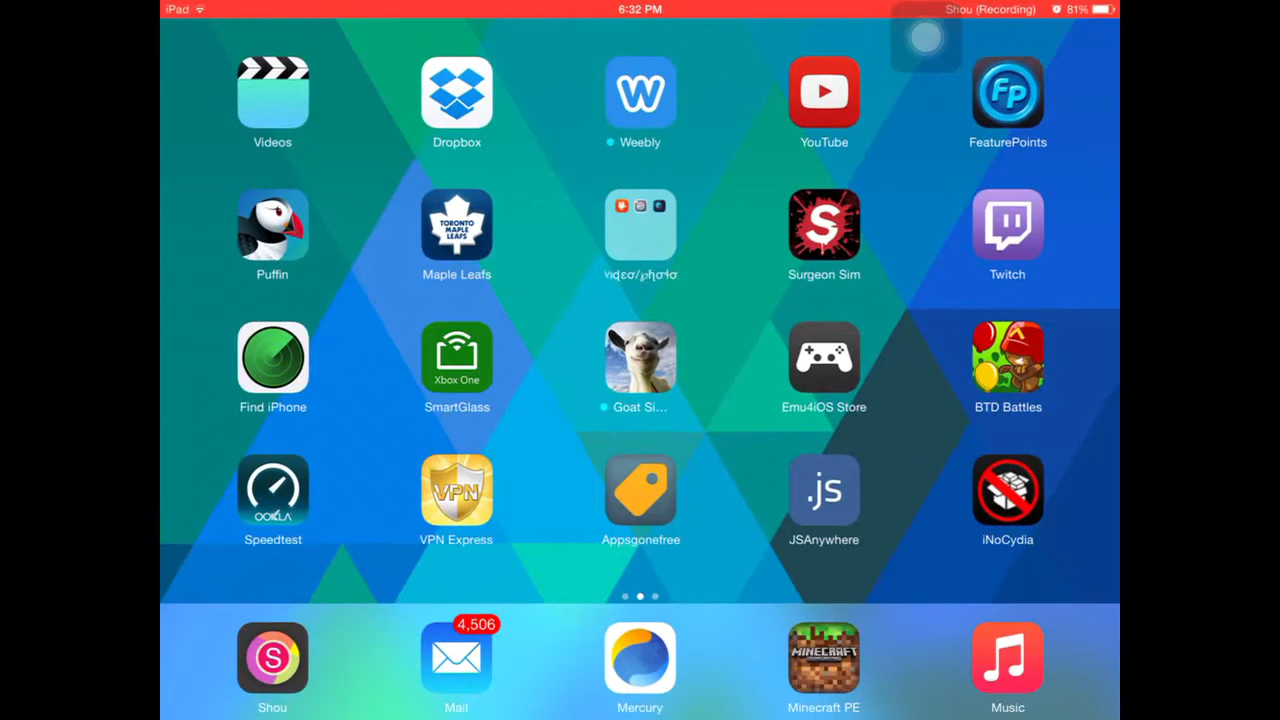 iPad 6:32 PM Shou (Recording) 81%
Fp
Videos Dropbox Weebly YouTube FeaturePoints
TORONTO
MAPLE
LEAFS
S
Puffin Maple Leafs Surgeon Sim Twitch
Xbox One
Find iPhone SmartGlass Goat Si... Emu4iOS Store BTD Battles
OOKLA VPN .js
Speedtest VPN Express Appsgonefree JSAnywhere iNoCydia
4,506
S MINECRAFT
Shou Mail Mercury Minecraft PE Music